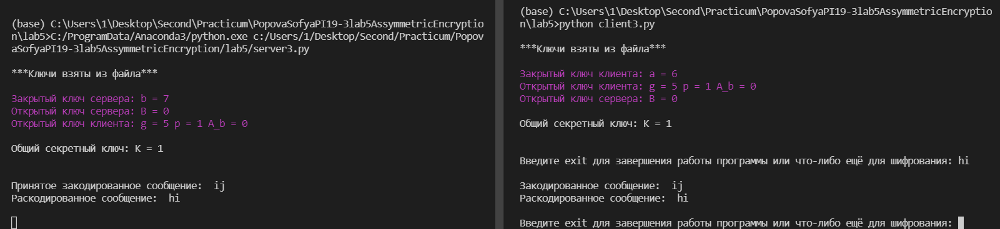 (base) C:\Users\1\Desktop\Second\Practicum\PopovaSofyaPI19-3lab5AssymmetricEncryptio
n\lab5>C:/ProgramData/Anaconda3/python.exe c:/Users/1/Desktop/Second/Practicum/Popov
aSofyaPI19-3lab5AssymmetricEncryption/lab5/server3.py
***Ключи взяты из файла***
Закрытый ключ сервера: b = 7
Открытый ключ сервера: B = 0
Открытый ключ клиента: g = 5 p = 1 A_b = 0
Общий секретный ключ: K = 1
Принятое закодированное сообщение:  ij
Раскодированное сообщение:  hi
(base) C:\Users\1\Desktop\Second\Practicum\PopovaSofyaPI19-3lab5AssymmetricEncryptio
n\lab5>python client3.py
***Ключи взяты из файла***
Закрытый ключ клиента: a = 6
Открытый ключ клиента: g = 5 p = 1 A_b = 0
Открытый ключ сервера: B = 0
Общий секретный ключ: K = 1
Введите exit для завершения работы программы или что-либо ещё для шифрования: hi
Закодированное сообщение:  ij
Раскодированное сообщение:  hi
Введите exit для завершения работы программы или что-либо ещё для шифрования: